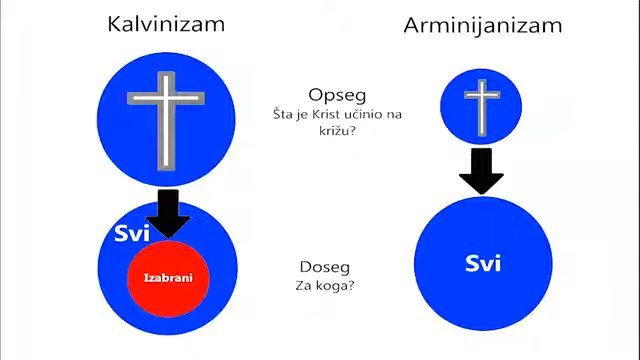 Kalvinizam
Arminijanizam
Opseg
Šta je Krist učinio na
križu?
Svi
Izabrani
Doseg
Za koga?
Svi